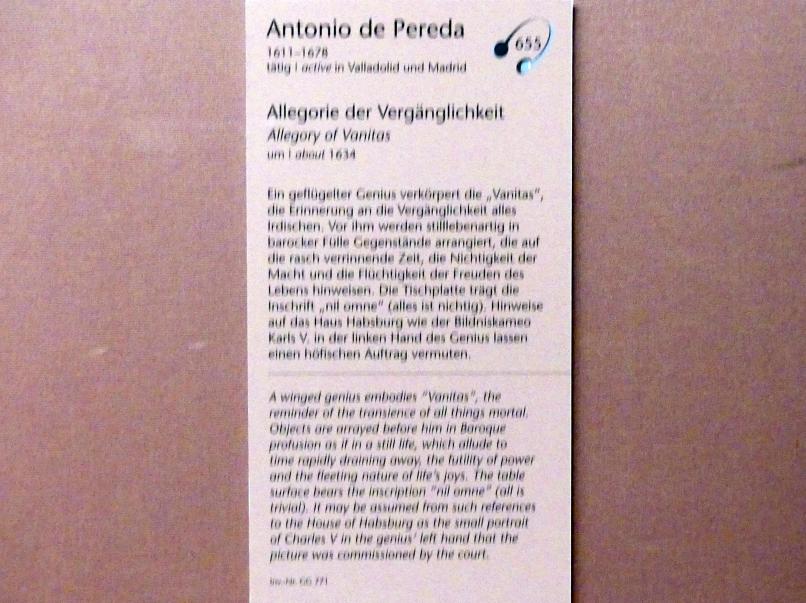 Antonio de Pereda
655
1611–1678
tätig | active in Valladolid und Madrid
Allegorie der Vergänglichkeit
Allegory of Vanitas
um | about 1634
Ein geflügelter Genius verkörpert die „Vanitas“,
die Erinnerung an die Vergänglichkeit alles
Irdischen. Vor ihm werden stilllebenartig in
barocker Fülle Gegenstände arrangiert, die auf
die rasch verrinnende Zeit, die Nichtigkeit der
Macht und die Flüchtigkeit der Freuden des
Lebens hinweisen. Die Tischplatte trägt die
Inschrift „nil omne“ (alles ist nichtig). Hinweise
auf das Haus Habsburg wie der Bildniskameo
Karls V. in der linken Hand des Genius lassen
einen höfischen Auftrag vermuten.
A winged genius embodies “Vanitas”, the
reminder of the transience of all things mortal.
Objects are arrayed before him in Baroque
profusion as if in a still life, which allude to
time rapidly draining away, the futility of power
and the fleeting nature of life’s joys. The table
surface bears the inscription “nil omne” (all is
trivial). It may be assumed from such references
to the House of Habsburg as the small portrait
of Charles V in the genius’ left hand that the
picture was commissioned by the court.
Inv.-Nr. GG 771